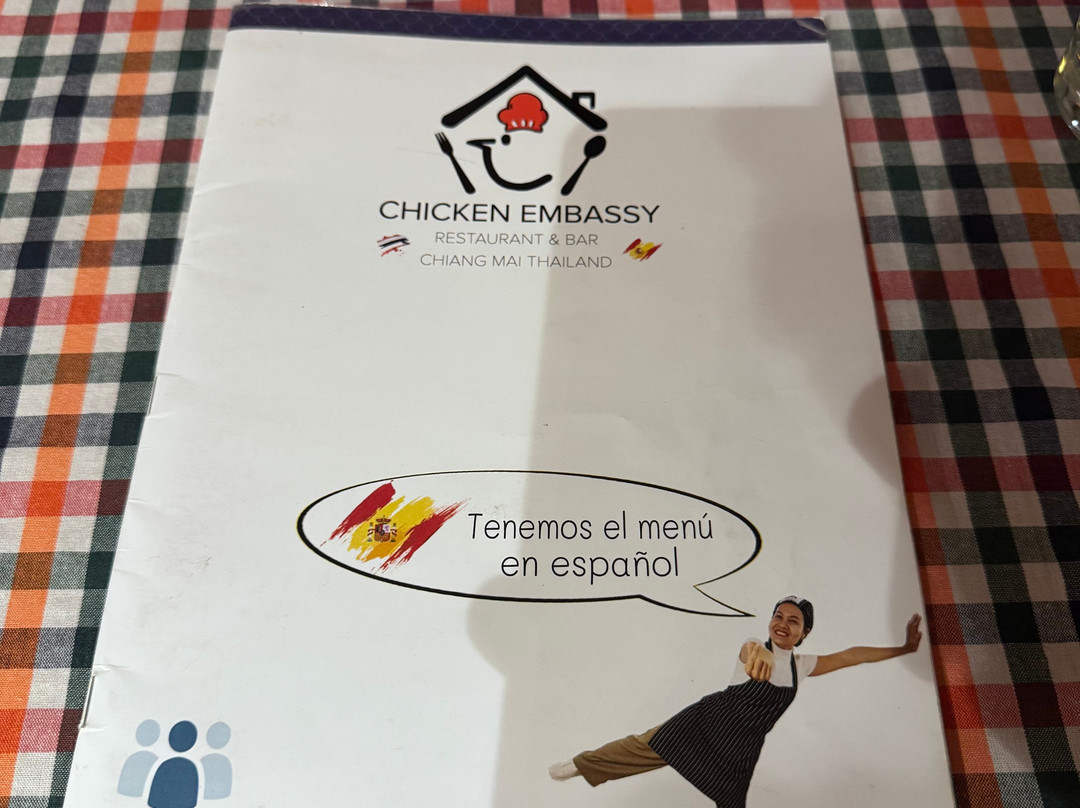 CHICKEN EMBASSY
RESTAURANT & BAR
CHIANG MAI THAILAND
Tenemos el menú
en español